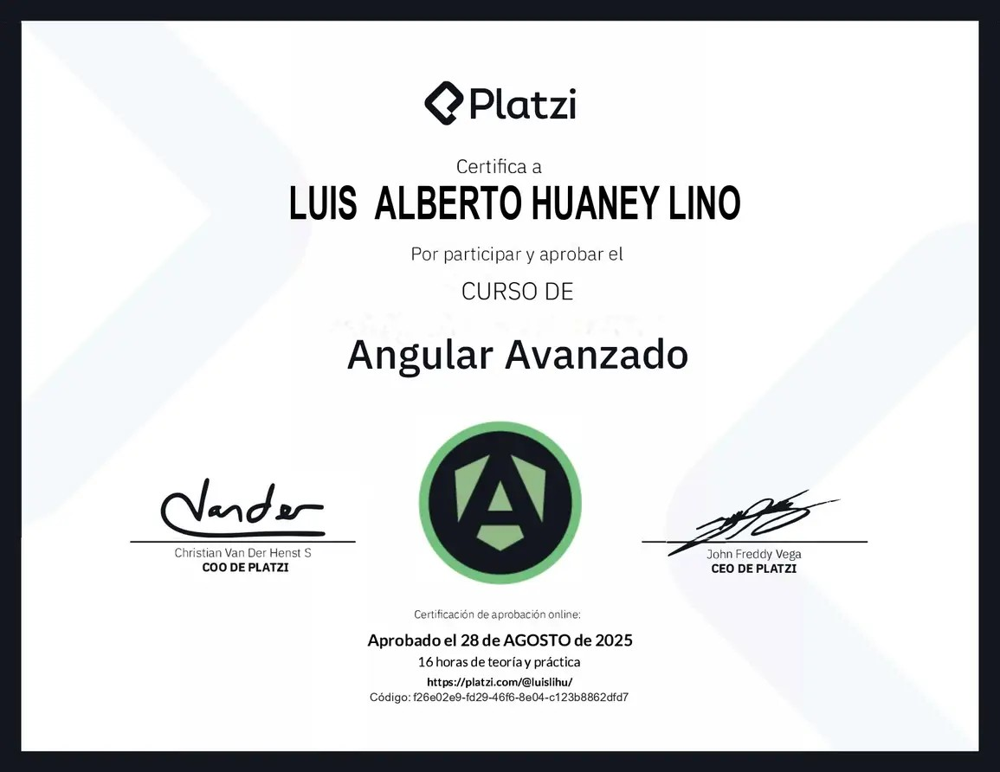 Platzi
Certifica a
LUIS ALBERTO HUANEY LINO
Por participar y aprobar el
CURSO DE
Angular Avanzado
Vander
Christian Van Der Henst S
COO DE PLATZI
John Freddy Vega
CEO DE PLATZI
Certificación de aprobación online:
Aprobado el 28 de AGOSTO de 2025
16 horas de teoría y práctica
https://platzi.com/@luislihu/
Código: f26e02e9-fd29-46f6-8e04-c123b8862dfd7